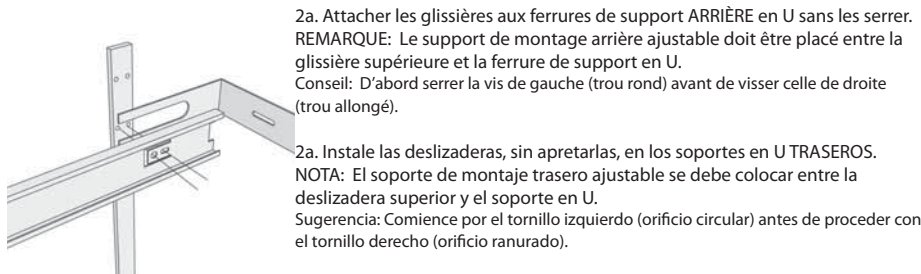 2a. Attacher les glissières aux ferrures de support ARRIÈRE en U sans les serrer.
REMARQUE:  Le support de montage arrière ajustable doit être placé entre la
glissière supérieure et la ferrure de support en U.
Conseil:  D'abord serrer la vis de gauche (trou rond) avant de visser celle de droite
(trou allongé).
2a. Instale las deslizaderas, sin apretarlas, en los soportes en U TRASEROS.
NOTA:  El soporte de montaje trasero ajustable se debe colocar entre la
deslizadera superior y el soporte en U.
Sugerencia: Comience por el tornillo izquierdo (orificio circular) antes de proceder con
el tornillo derecho (orificio ranurado).